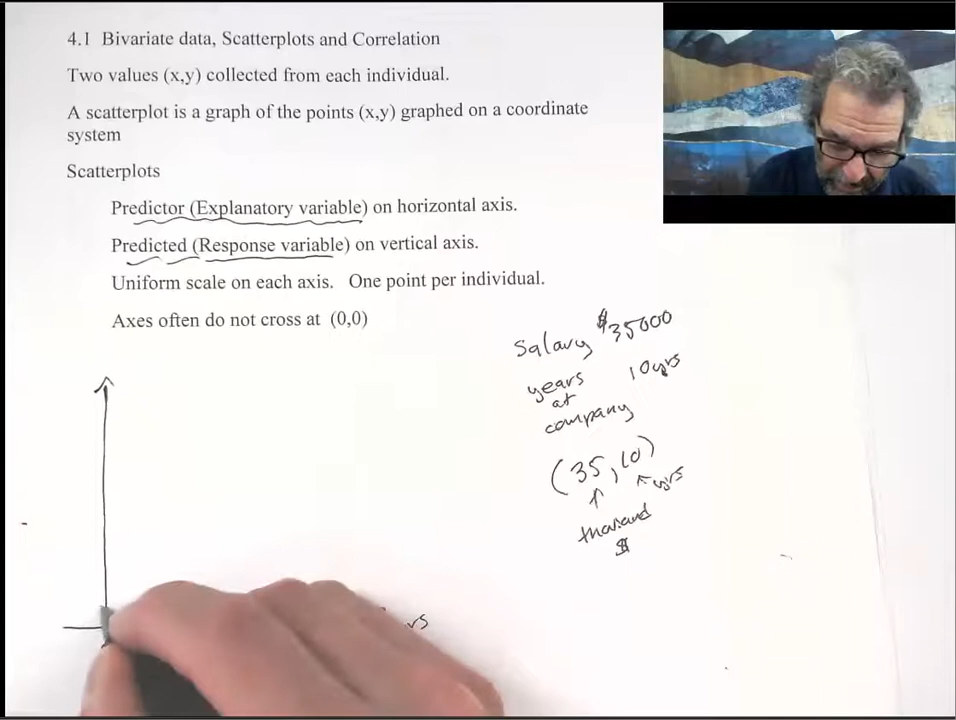 4.1 Bivariate data, Scatterplots and Correlation
Two values (x,y) collected from each individual.
A scatterplot is a graph of the points (x,y) graphed on a coordinate
system
Scatterplots
Predictor (Explanatory variable) on horizontal axis.
Predicted (Response variable) on vertical axis.
Uniform scale on each axis. One point per individual.
Axes often do not cross at (0,0)
Salary $35000
years 10yrs
at
company
(35,10)
yrs
thousand
$